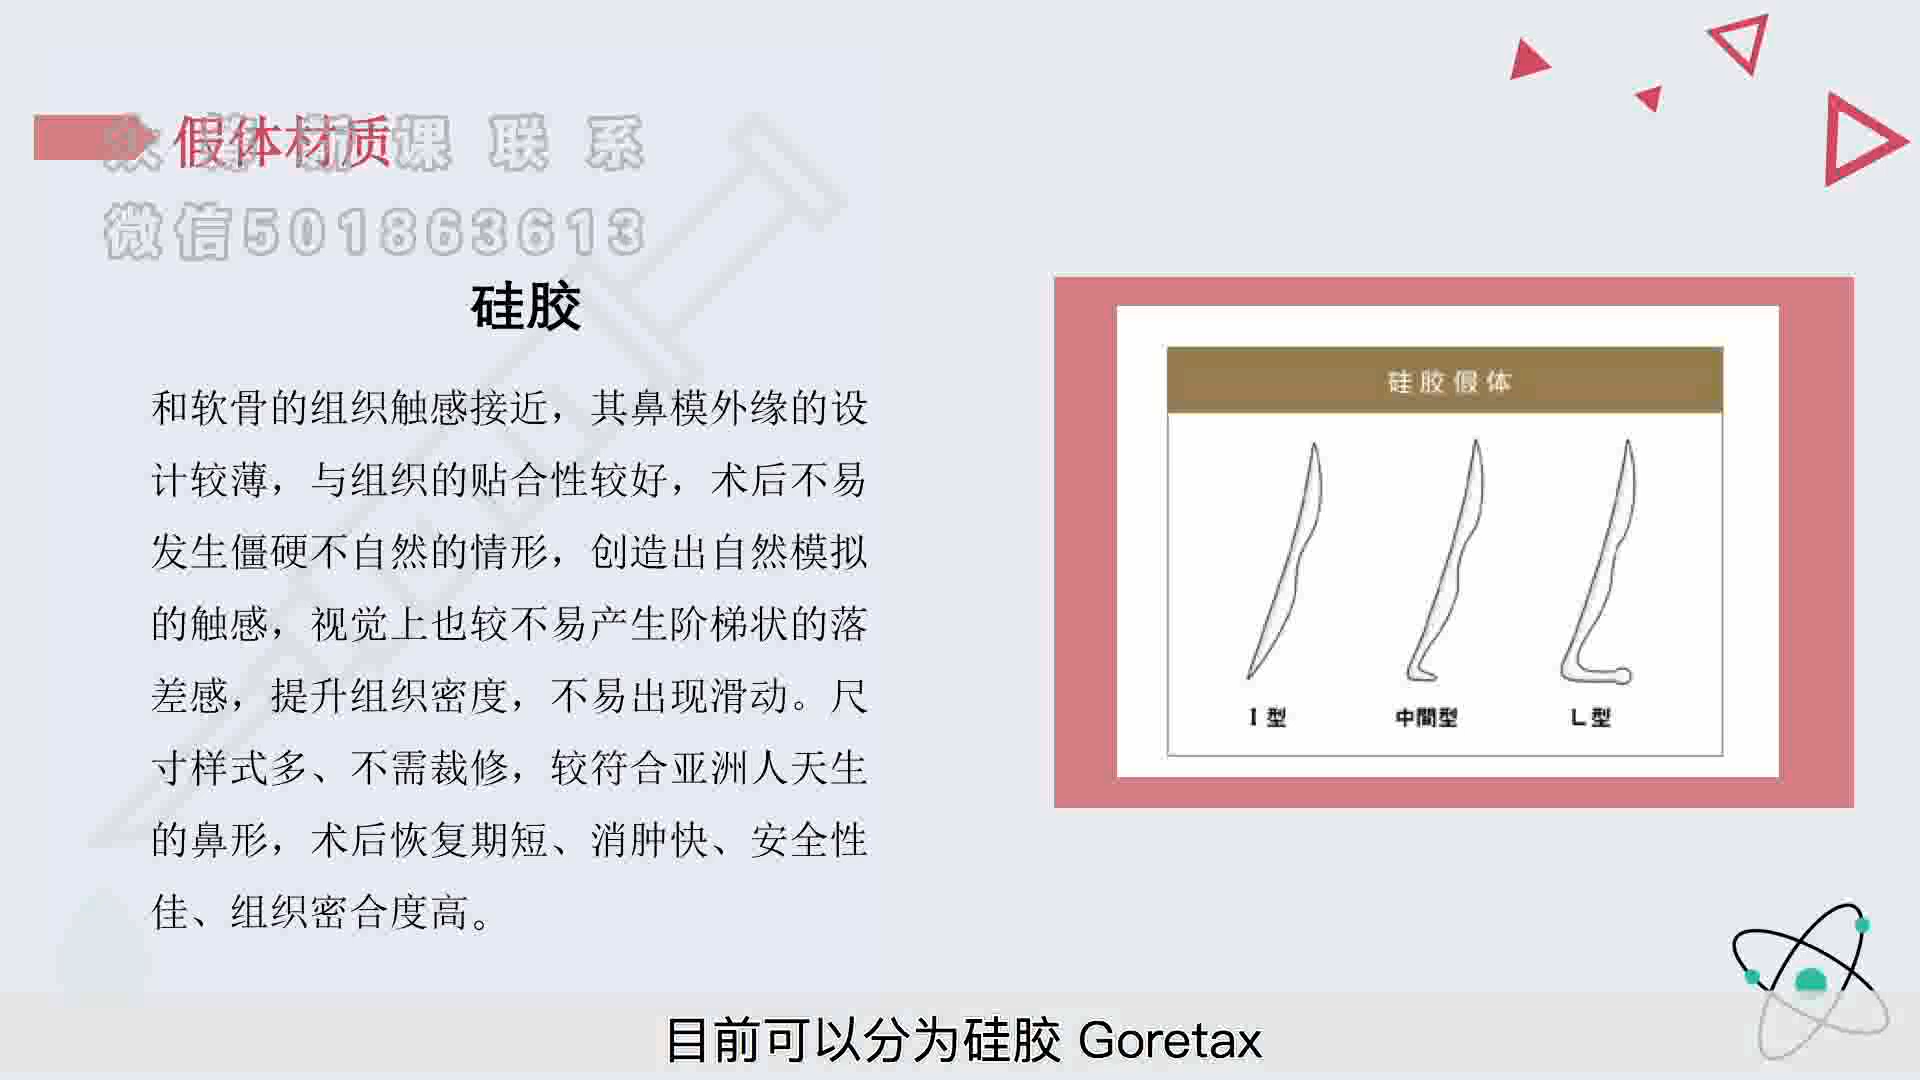 假体材质
课 联 系
微信501863613
硅胶
和软骨的组织触感接近，其鼻模外缘的设
计较薄，与组织的贴合性较好，术后不易
发生僵硬不自然的情形，创造出自然模拟
的触感，视觉上也较不易产生阶梯状的落
差感，提升组织密度，不易出现滑动。尺
寸样式多、不需裁修，较符合亚洲人天生
的鼻形，术后恢复期短、消肿快、安全性
佳、组织密合度高。
硅胶假体
I 型
中間型
L 型
目前可以分为硅胶 Goretax